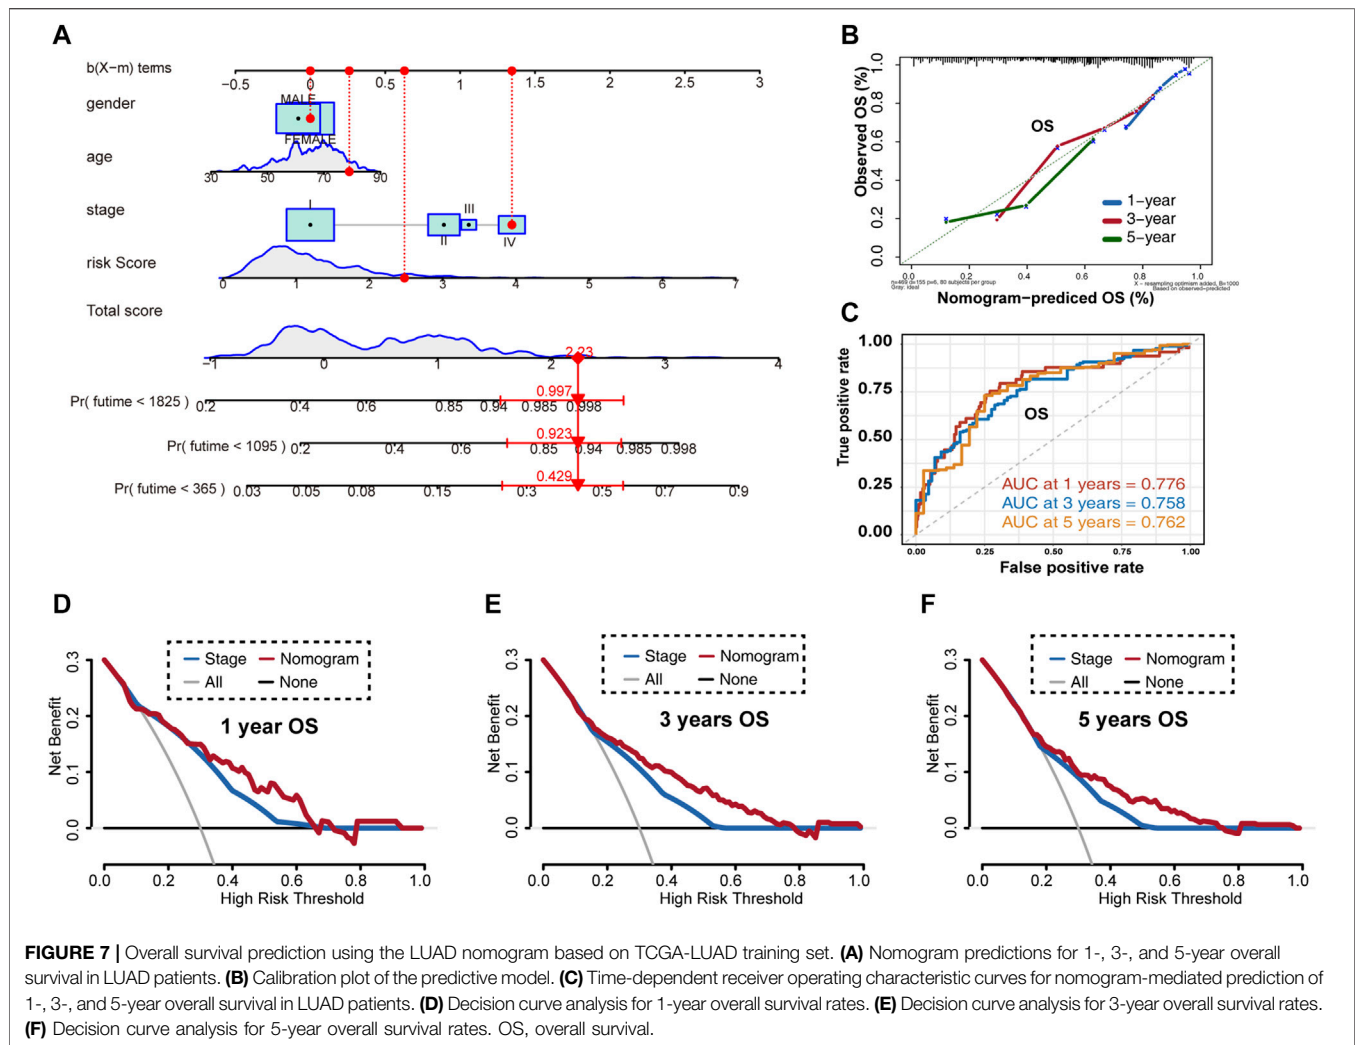 A
b(X−m) terms
−0.5 0 0.5 1 1.5 2 2.5 3
gender
MALE
FEMALE
age
30 50 70 90
stage
I II III IV
risk Score
0 1 2 3 4 5 6 7
Total score
2.23
−1 0 1 2 3 4
0.997
Pr( futime < 1825 )
0.2 0.4 0.6 0.85 0.94 0.985 0.998
0.923
Pr( futime < 1095 )
0.2 0.4 0.6 0.85 0.94 0.985 0.998
0.429
Pr( futime < 365 )
0.03 0.05 0.08 0.15 0.3 0.5 0.7 0.9
B
Observed OS (%)
0.0 0.2 0.4 0.6 0.8 1.0
OS
1−year
3−year
5−year
0.0 0.2 0.4 0.6 0.8 1.0
n=469 d=155 p=6, 80 subjects per group
Gray: ideal
Nomogram−prediced OS (%)
X − resampling optimism added, B=1000
Based on observed−predicted
C
True positive rate
1.00
0.75
0.50
0.25
0.00
OS
AUC at 1 years = 0.776
AUC at 3 years = 0.758
AUC at 5 years = 0.762
0.00 0.25 0.50 0.75 1.00
False positive rate
D
Stage Nomogram
All None
1 year OS
Net Benefit
0.0 0.1 0.2 0.3
0.0 0.2 0.4 0.6 0.8 1.0
High Risk Threshold
E
Stage Nomogram
All None
3 years OS
Net Benefit
0.0 0.1 0.2 0.3
0.0 0.2 0.4 0.6 0.8 1.0
High Risk Threshold
F
Stage Nomogram
All None
5 years OS
Net Benefit
0.0 0.1 0.2 0.3
0.0 0.2 0.4 0.6 0.8 1.0
High Risk Threshold
FIGURE 7 | Overall survival prediction using the LUAD nomogram based on TCGA-LUAD training set. (A) Nomogram predictions for 1-, 3-, and 5-year overall
survival in LUAD patients. (B) Calibration plot of the predictive model. (C) Time-dependent receiver operating characteristic curves for nomogram-mediated prediction of
1-, 3-, and 5-year overall survival in LUAD patients. (D) Decision curve analysis for 1-year overall survival rates. (E) Decision curve analysis for 3-year overall survival rates.
(F) Decision curve analysis for 5-year overall survival rates. OS, overall survival.